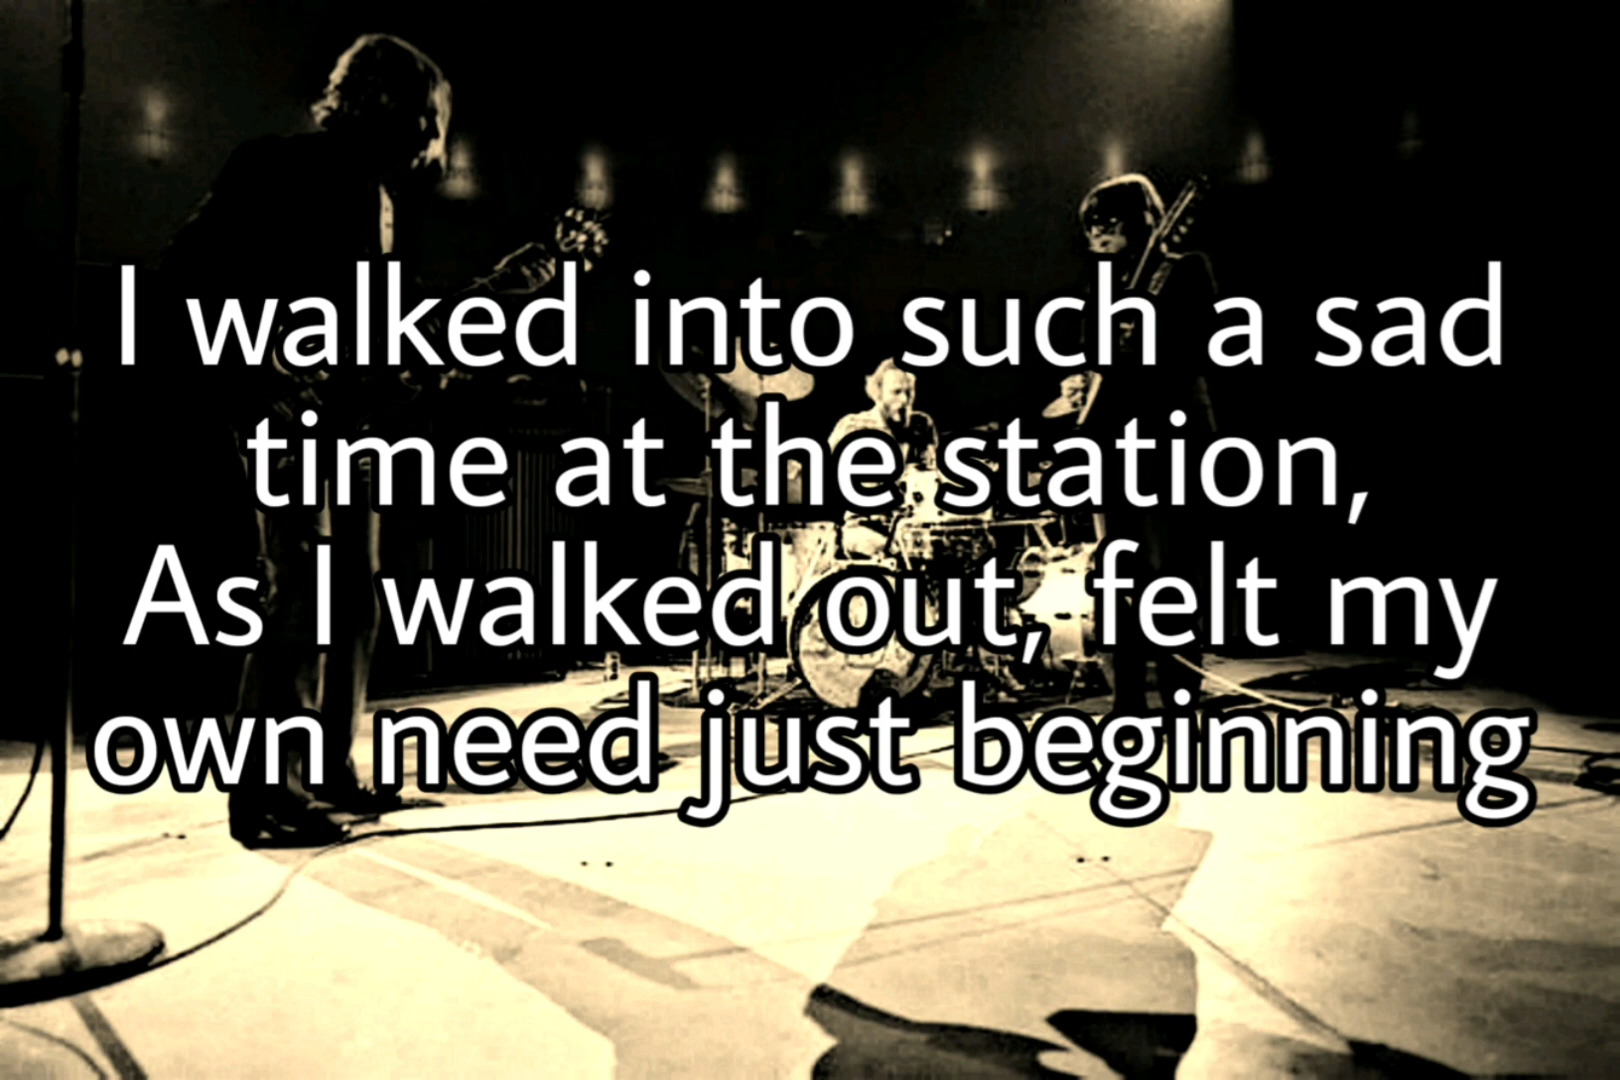 I walked into such a sad
time at the station,
As I walked out, felt my
own need just beginning